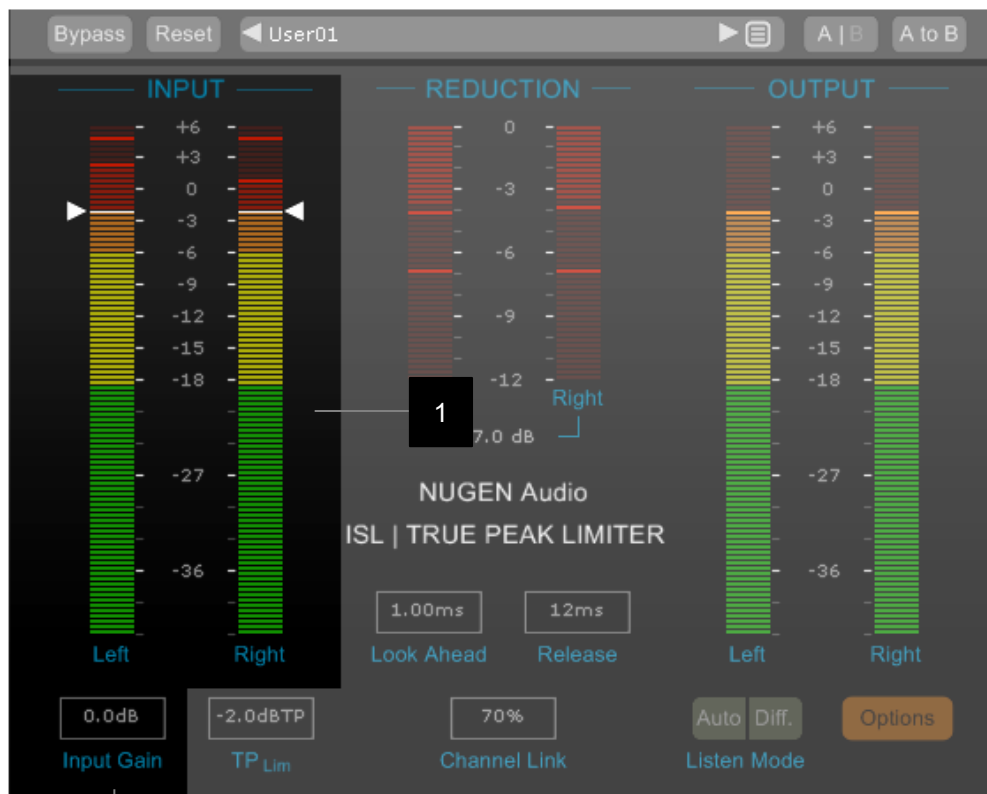 Bypass Reset User01 A | B A to B
INPUT REDUCTION OUTPUT
+6 0 +6
+3 +3
0 -3 0
-3 -3
-6 -6 -6
-9 -9
-12 -9 -12
-15 -15
-18 -12 -18
Right
1
7.0 dB
-27 -27
NUGEN Audio
ISL | TRUE PEAK LIMITER
-36 -36
1.00ms 12ms
Left Right Look Ahead Release Left Right
0.0dB -2.0dBTP 70% Auto Diff. Options
Input Gain TP Lim Channel Link Listen Mode